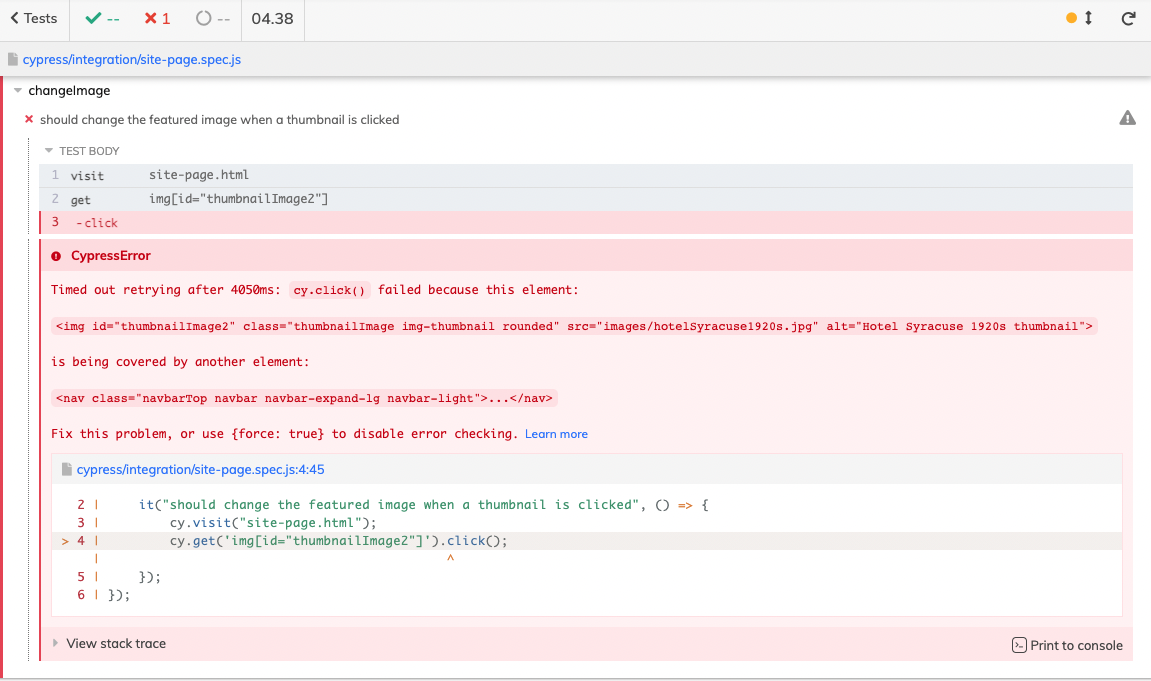 Tests -- 1 -- 04.38
cypress/integration/site-page.spec.js
changeImage
should change the featured image when a thumbnail is clicked
TEST BODY
1 visit site-page.html
2 get img[id="thumbnailImage2"]
3 -click
CypressError
Timed out retrying after 4050ms: cy.click() failed because this element:
<img id="thumbnailImage2" class="thumbnailImage img-thumbnail rounded" src="images/hotelSyracuse1920s.jpg" alt="Hotel Syracuse 1920s thumbnail">
is being covered by another element:
<nav class="navbarTop navbar navbar-expand-lg navbar-light">...</nav>
Fix this problem, or use {force: true} to disable error checking. Learn more
cypress/integration/site-page.spec.js:4:45
2 | it("should change the featured image when a thumbnail is clicked", () => {
3 | cy.visit("site-page.html");
> 4 | cy.get('img[id="thumbnailImage2"]').click();
| ^
5 | });
6 | });
View stack trace Print to console